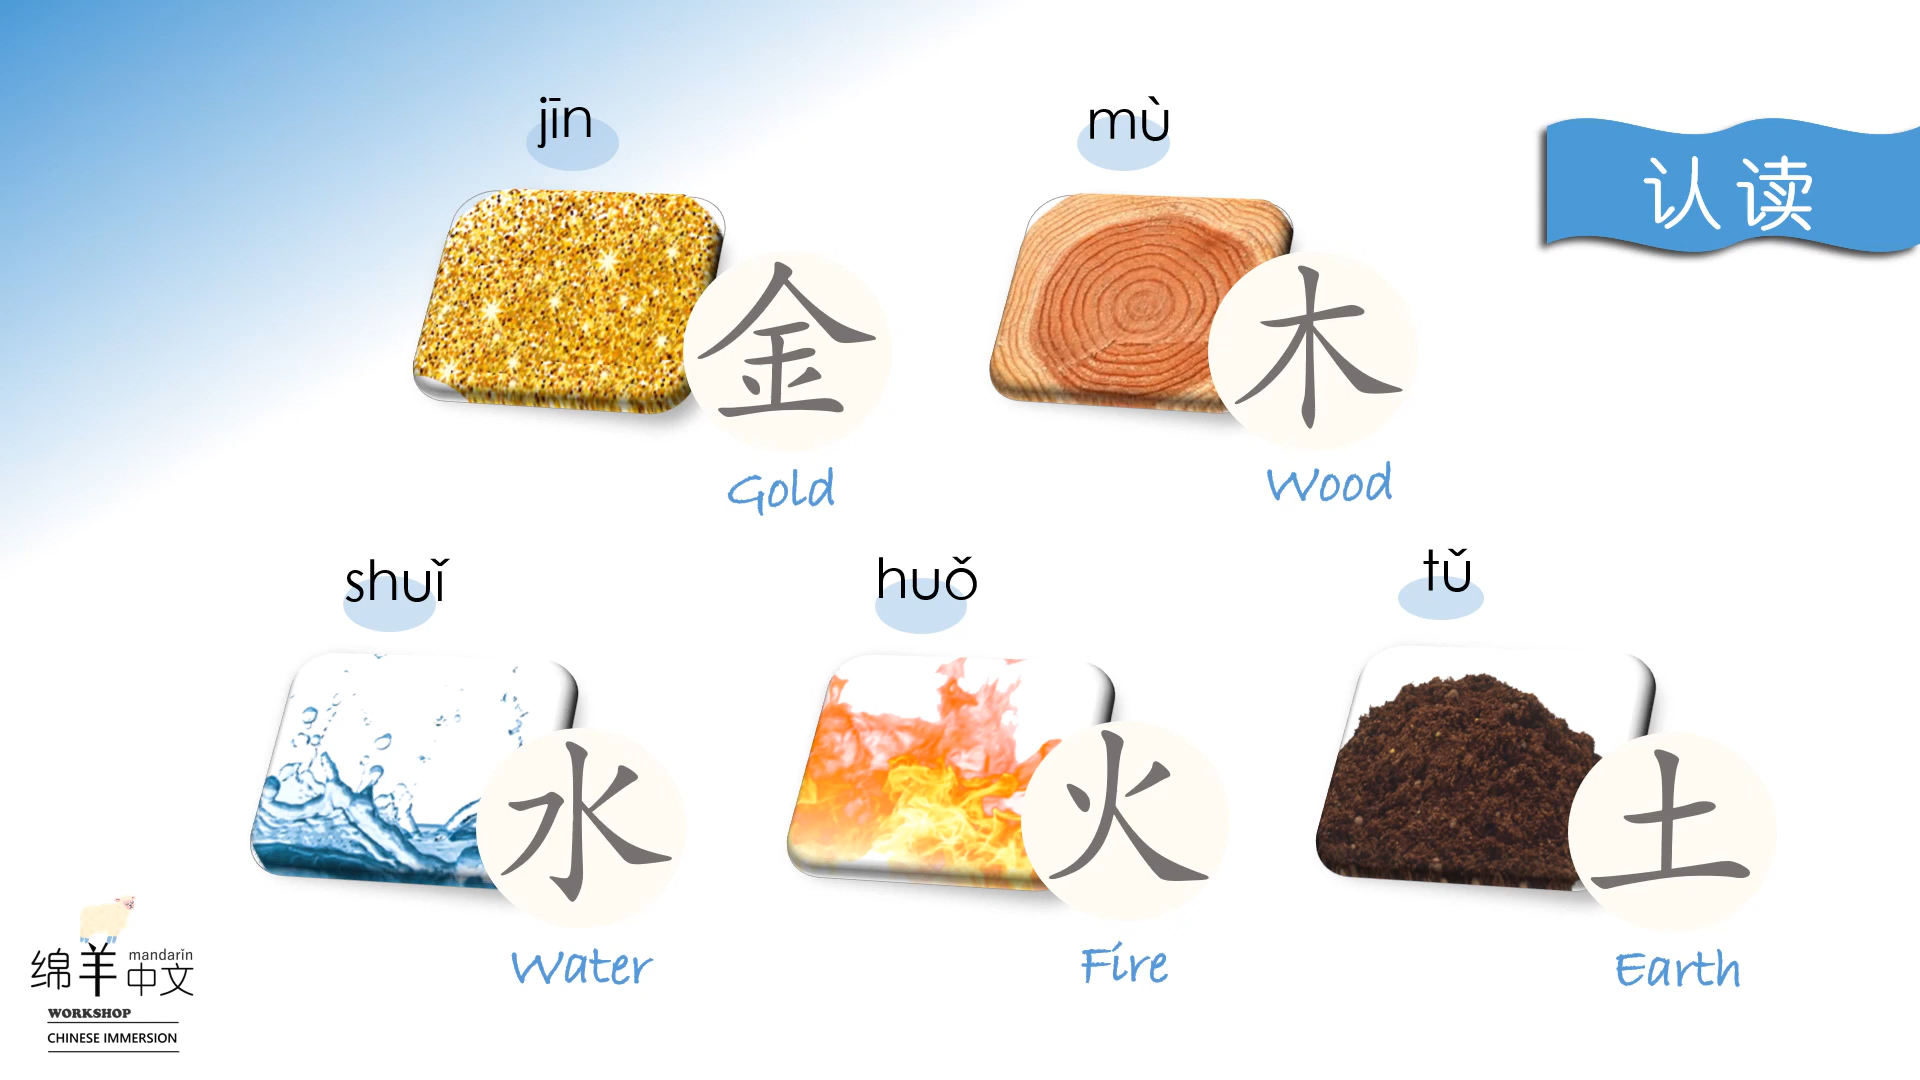 jīn
mù
认读
金
木
Gold
Wood
shuǐ
huǒ
tǔ
水
火
土
Water
Fire
Earth
绵羊中文
mandarin
WORKSHOP
CHINESE IMMERSION